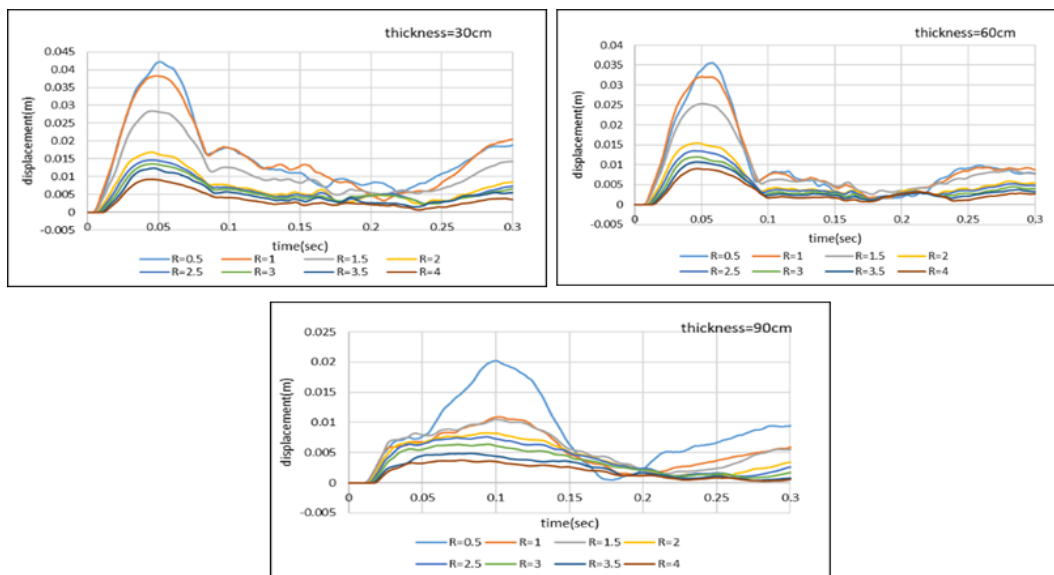 thickness=30cm
0.045
0.04
0.035
0.03
0.025
0.02
0.015
0.01
0.005
0
-0.005
displacement(m)
0 0.05 0.1 0.15 0.2 0.25 0.3
time(sec)
R=0.5 R=1 R=1.5 R=2
R=2.5 R=3 R=3.5 R=4
thickness=60cm
0.04
0.035
0.03
0.025
0.02
0.015
0.01
0.005
0
-0.005
displacement(m)
0 0.05 0.1 0.15 0.2 0.25 0.3
time(sec)
R=0.5 R=1 R=1.5 R=2
R=2.5 R=3 R=3.5 R=4
thickness=90cm
0.025
0.02
0.015
0.01
0.005
0
-0.005
displacement(m)
0 0.05 0.1 0.15 0.2 0.25 0.3
time(sec)
R=0.5 R=1 R=1.5 R=2
R=2.5 R=3 R=3.5 R=4